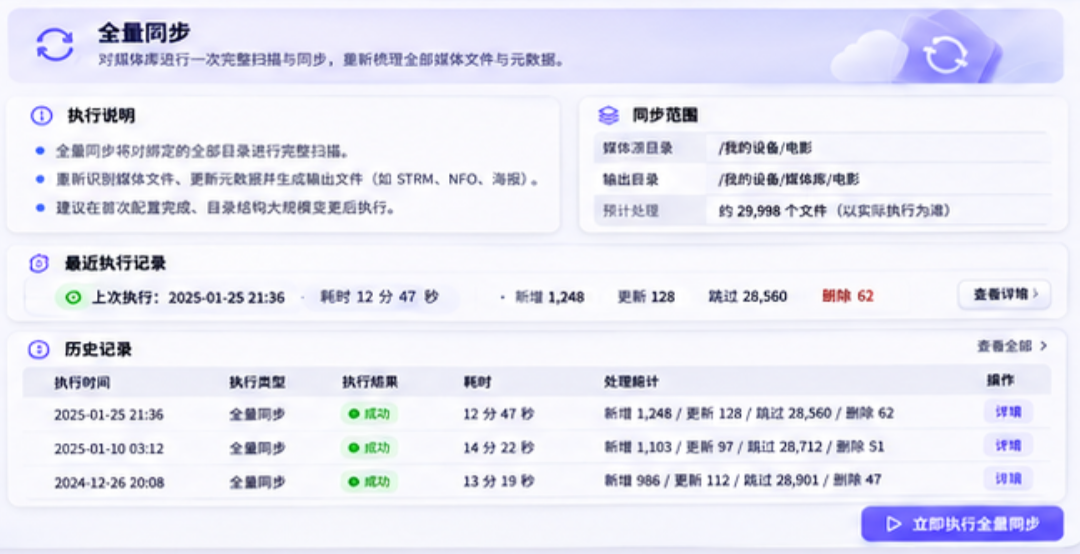 全量同步
对媒体库进行一次完整扫描与同步，重新梳理全部媒体文件与元数据。
执行说明
全量同步将对绑定的全部目录进行完整扫描。
重新识别媒体文件、更新元数据并生成输出文件（如 STRM、NFO、海报）。
建议在首次配置完成、目录结构大规模变更后执行。
同步范围
媒体源目录 /我的设备/电影
输出目录 /我的设备/媒体库/电影
预计处理 约 29,998 个文件（以实际执行为准）
最近执行记录
上次执行：2025-01-25 21:36 · 耗时 12 分 47 秒 · 新增 1,248 更新 128 跳过 28,560 删除 62 查看详情 ›
历史记录 查看全部 ›
执行时间 执行类型 执行结果 耗时 处理统计 操作
2025-01-25 21:36 全量同步 成功 12 分 47 秒 新增 1,248 / 更新 128 / 跳过 28,560 / 删除 62 详情
2025-01-10 03:12 全量同步 成功 14 分 22 秒 新增 1,103 / 更新 97 / 跳过 28,712 / 删除 51 详情
2024-12-26 20:08 全量同步 成功 13 分 19 秒 新增 986 / 更新 112 / 跳过 28,901 / 删除 47 详情
立即执行全量同步